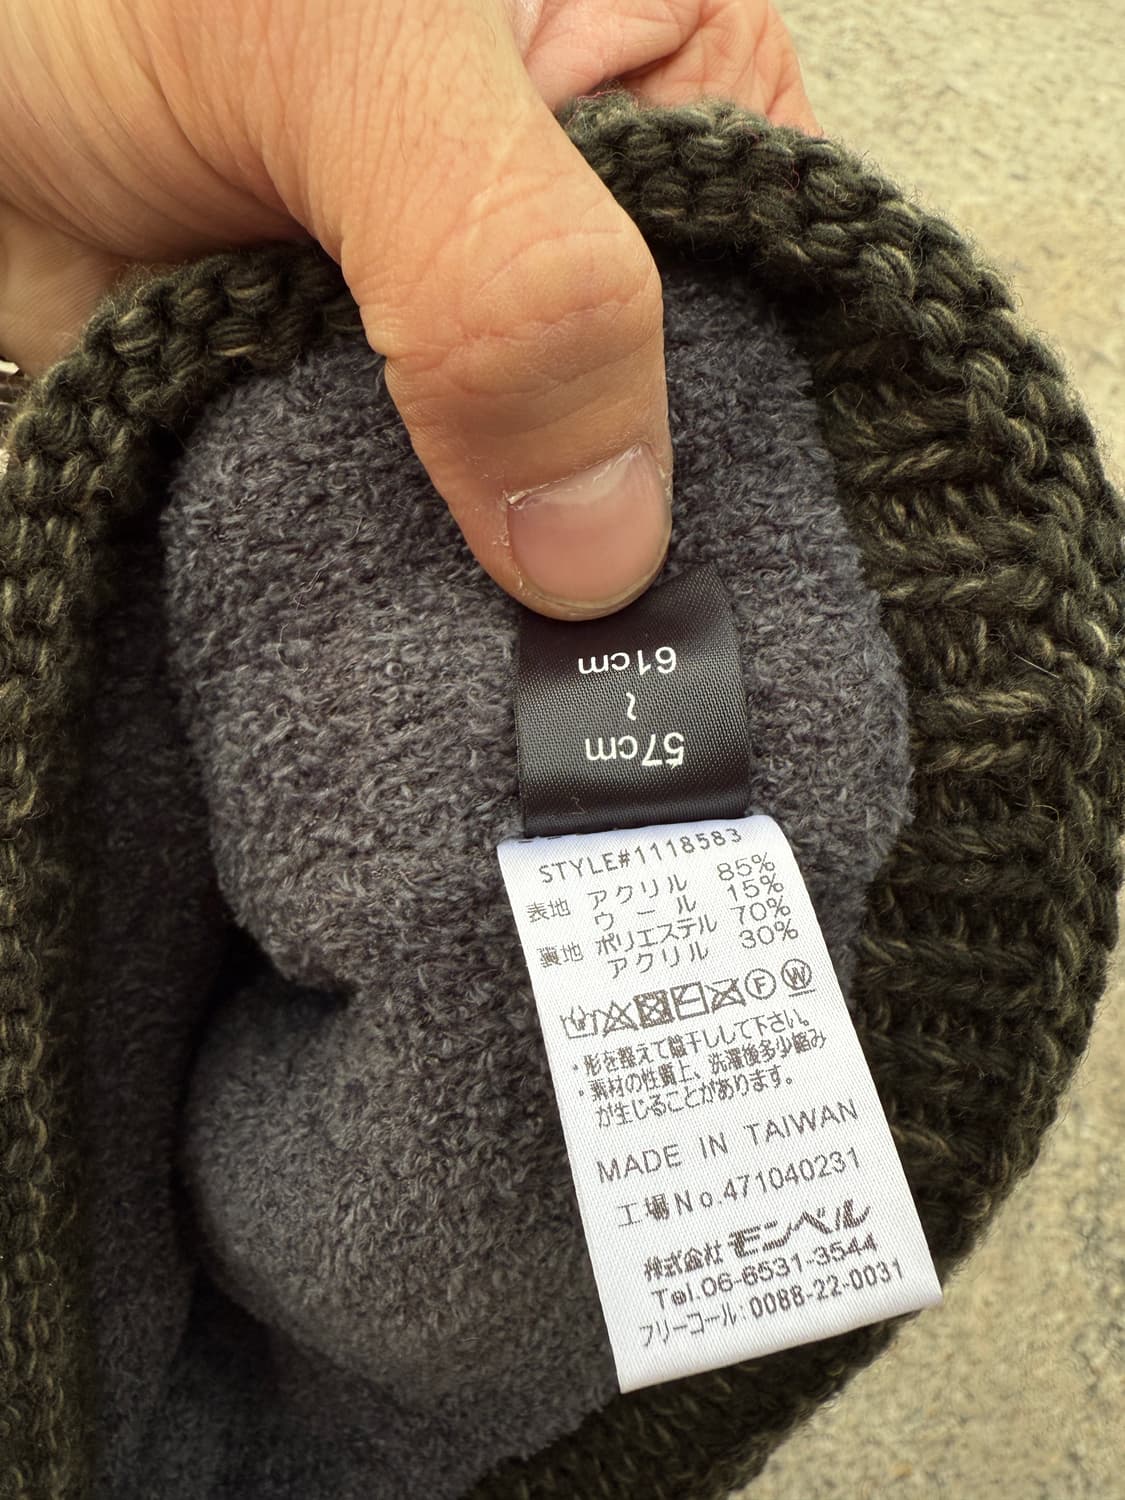 57cm
~
61cm
STYLE#1118583
表地 アクリル 85%
ウール 15%
裏地 ポリエステル 70%
アクリル 30%
F W
・形を整えて陰干しして下さい。
・素材の性質上、洗濯後多少縮み
が生じることがあります。
MADE IN TAIWAN
工場No.471040231
株式会社 モンベル
Tel.06-6531-3544
フリーコール:0088-22-0031